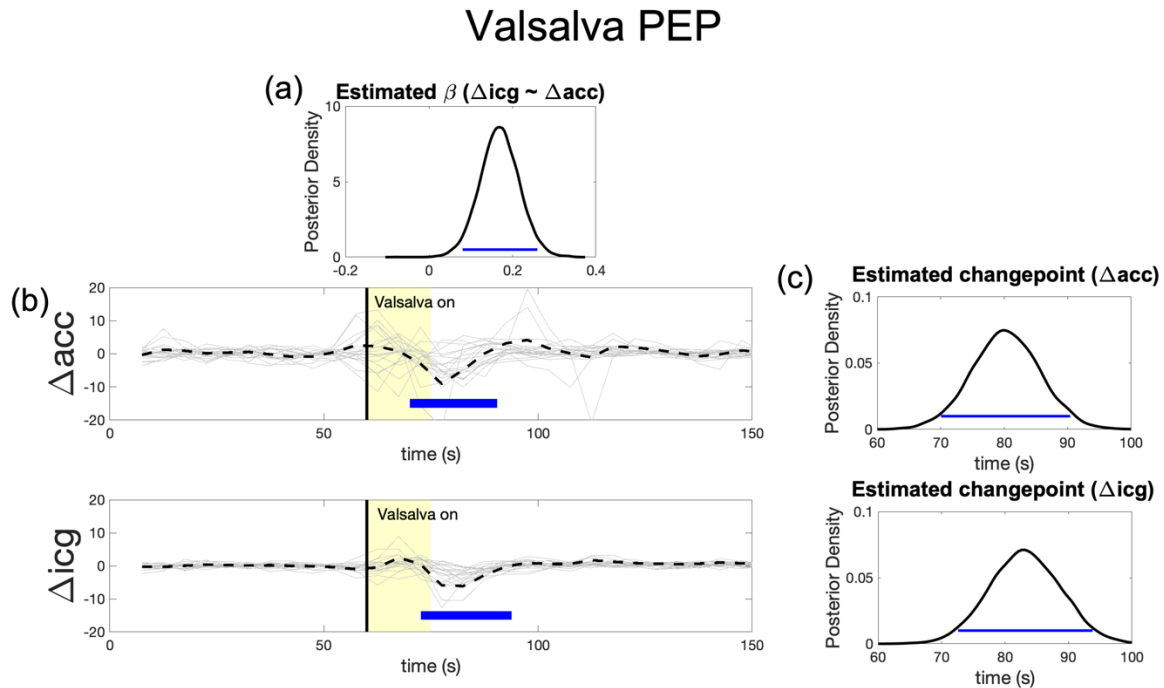 Valsalva PEP
(a)
Estimated β (Δicg ~ Δacc)
Posterior Density
10
5
0
-0.2 0 0.2 0.4
(b)
Δacc
20
10
0
-10
-20
Valsalva on
0 50 100 150
time (s)
Δicg
20
10
0
-10
-20
Valsalva on
0 50 100 150
time (s)
(c)
Estimated changepoint (Δacc)
Posterior Density
0.1
0.05
0
60 70 80 90 100
time (s)
Estimated changepoint (Δicg)
Posterior Density
0.1
0.05
0
60 70 80 90 100
time (s)